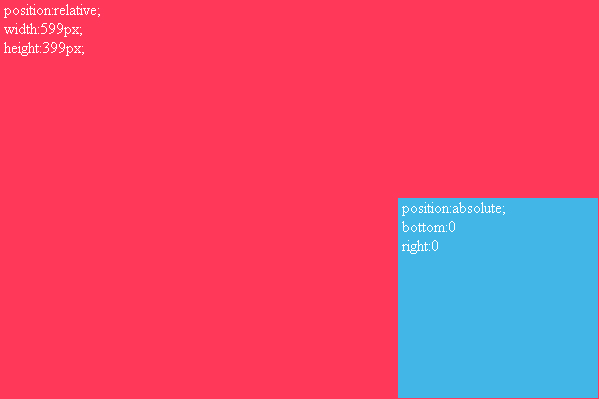 position:relative;
width:599px;
height:399px;
position:absolute;
bottom:0
right:0